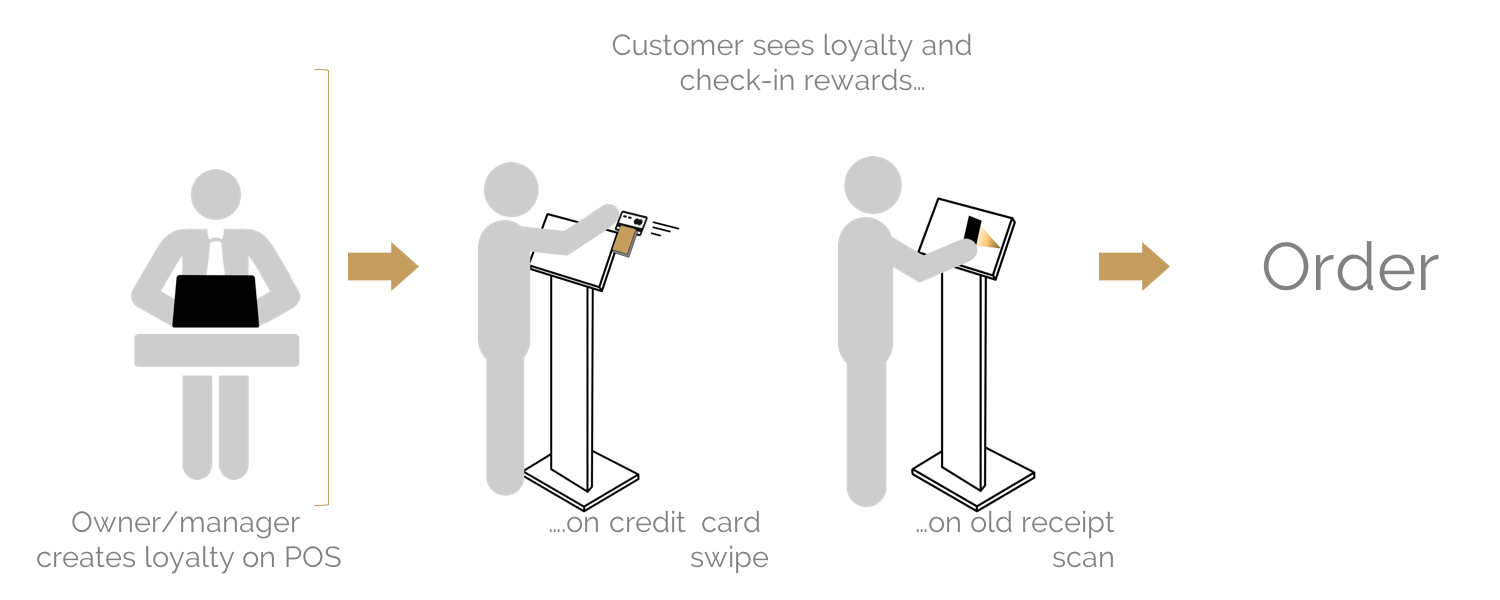 Customer sees loyalty and
check-in rewards…
Order
Owner/manager
creates loyalty on POS
….on credit  card
swipe
…on old receipt
scan